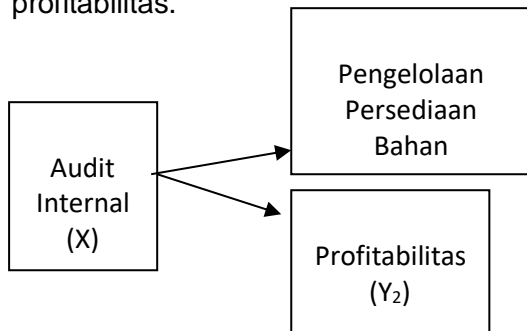 profitabilitas.
Pengelolaan
Persediaan
Bahan
Audit
Internal
(X)
Profitabilitas
(Y₂)